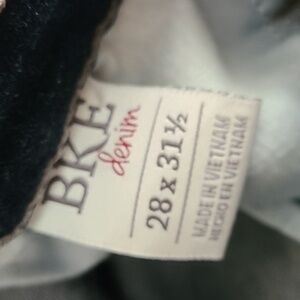 BKE
denim
28 x 31½
MADE IN VIETNAM
HECHO EN VIETNAM